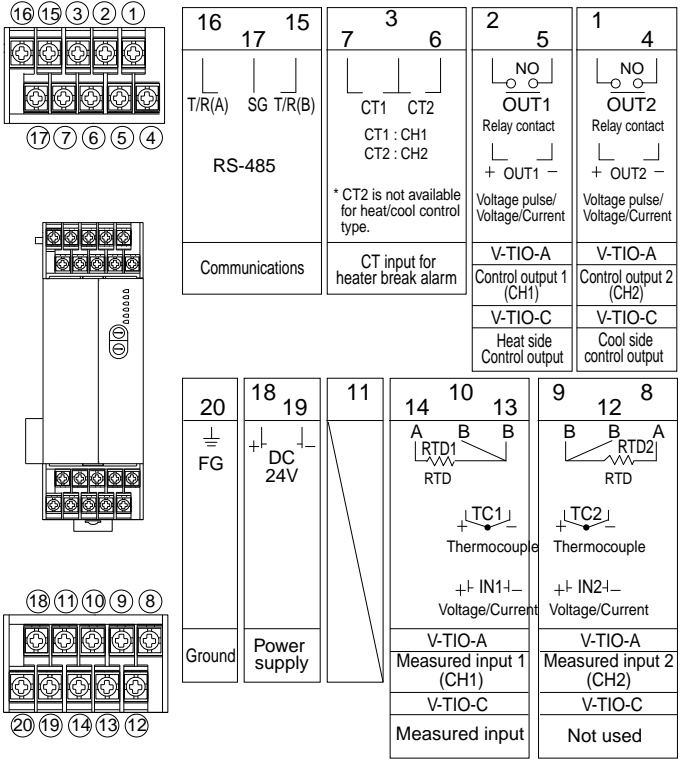 16 15 3 2 1
17 7 6 5 4
16 15
17
T/R(A) SG T/R(B)
RS-485
Communications
3
7 6
CT1 CT2
CT1 : CH1
CT2 : CH2
* CT2 is not available
for heat/cool control
type.
CT input for
heater break alarm
2
5
NO
OUT1
Relay contact
+ OUT1 −
Voltage pulse/
Voltage/Current
V-TIO-A
Control output 1
(CH1)
V-TIO-C
Heat side
Control output
1
4
NO
OUT2
Relay contact
+ OUT2 −
Voltage pulse/
Voltage/Current
V-TIO-A
Control output 2
(CH2)
V-TIO-C
Cool side
control output
18 11 10 9 8
20 19 14 13 12
20
FG
Ground
18
19
+ −
DC
24V
Power
supply
11
10
14 13
A B B
RTD1
RTD
TC1
+ −
Thermocouple
+ IN1 −
Voltage/Current
V-TIO-A
Measured input 1
(CH1)
V-TIO-C
Measured input
9 8
12
B B A
RTD2
RTD
TC2
+ −
Thermocouple
+ IN2 −
Voltage/Current
V-TIO-A
Measured input 2
(CH2)
V-TIO-C
Not used